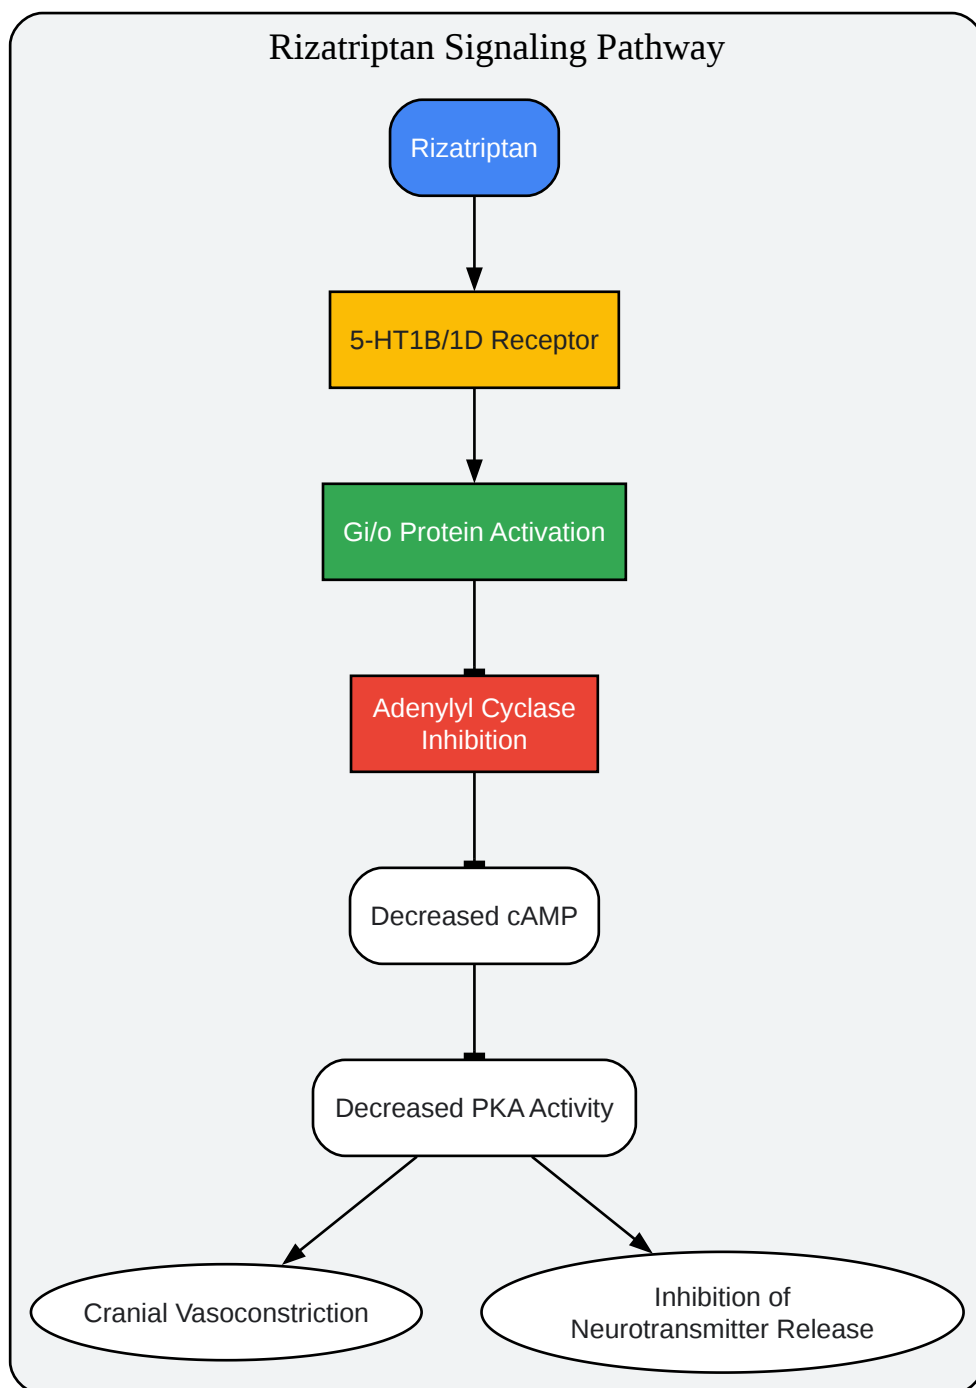 Rizatriptan Signaling Pathway
Rizatriptan
5-HT1B/1D Receptor
Gi/o Protein Activation
Adenylyl Cyclase
Inhibition
Decreased cAMP
Decreased PKA Activity
Cranial Vasoconstriction
Inhibition of
Neurotransmitter Release